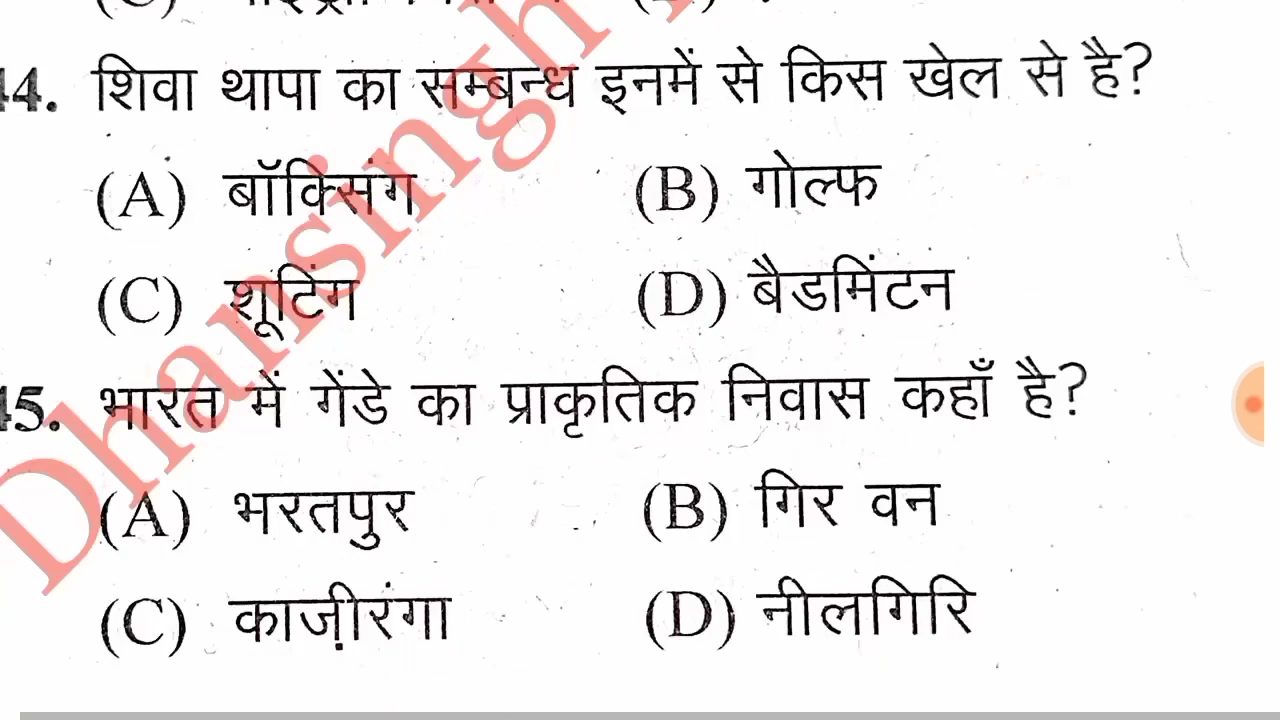 44. शिवा थापा का सम्बन्ध इनमें से किस खेल से है?
(A) बॉक्सिंग (B) गोल्फ
(C) शूटिंग (D) बैडमिंटन
45. भारत में गेंडे का प्राकृतिक निवास कहाँ है?
(A) भरतपुर (B) गिर वन
(C) काज़ीरंगा (D) नीलगिरि
Dhansingh